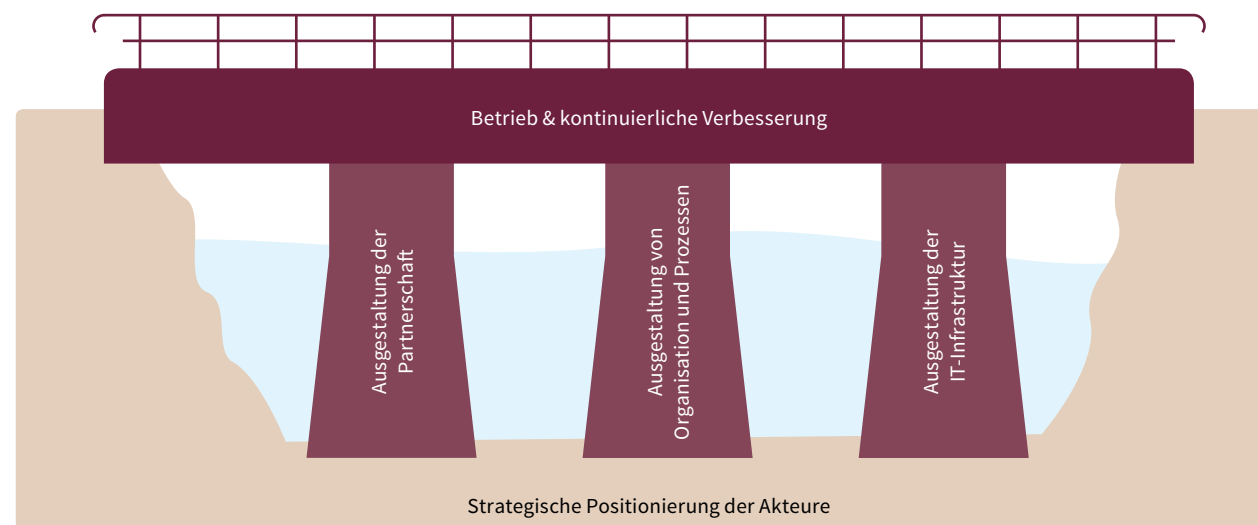 Betrieb & kontinuierliche Verbesserung
Ausgestaltung der
Partnerschaft
Ausgestaltung von
Organisation und Prozessen
Ausgestaltung der
IT-Infrastruktur
Strategische Positionierung der Akteure